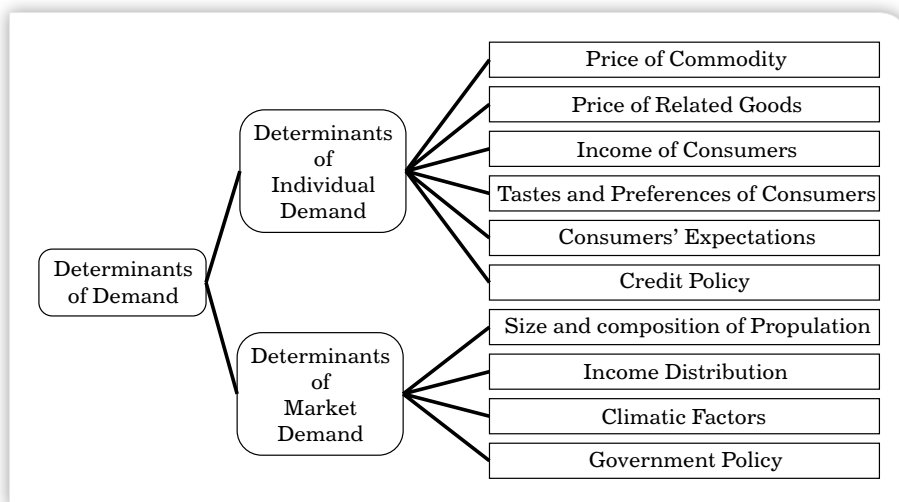 Determinants
of Demand
Determinants
of
Individual
Demand
Price of Commodity
Price of Related Goods
Income of Consumers
Tastes and Preferences of Consumers
Consumers’ Expectations
Credit Policy
Determinants
of
Market
Demand
Size and composition of Propulation
Income Distribution
Climatic Factors
Government Policy